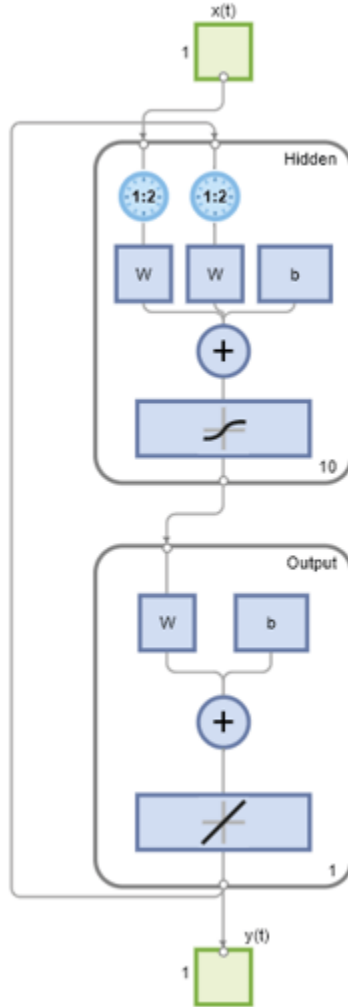 x(t)
1
Hidden
1:2 1:2
W W b
+
10
Output
W b
+
1
y(t)
1